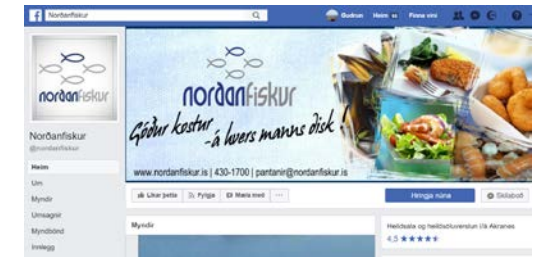 Norðanfiskur
Gudrun Heim Finna vini
norðanfiskur
norðanfiskur
Góður kostur
-á hvers manns disk!
www.nordanfiskur.is | 430-1700 | pantanir@nordanfiskur.is
Norðanfiskur
@nordanfiskur
Heim
Um
Myndir
Umsagnir
Myndbönd
Innlegg
Líkar þetta Fylgja Mæla með ...
Hringja núna Skilaboð
Myndir
Heildsala og heildsöluverslun í/á Akranes
4,5